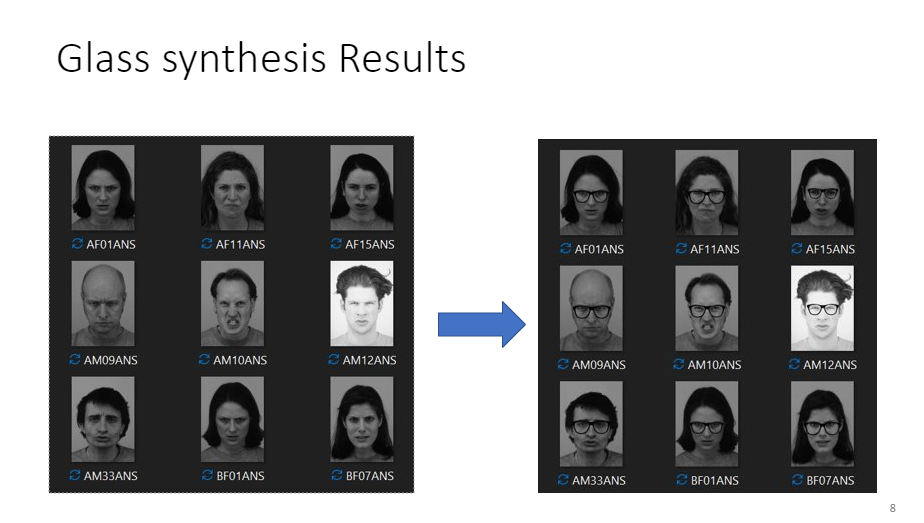 Glass synthesis Results
AF01ANS AF11ANS AF15ANS
AM09ANS AM10ANS AM12ANS
AM33ANS BF01ANS BF07ANS
AF01ANS AF11ANS AF15ANS
AM09ANS AM10ANS AM12ANS
AM33ANS BF01ANS BF07ANS
8